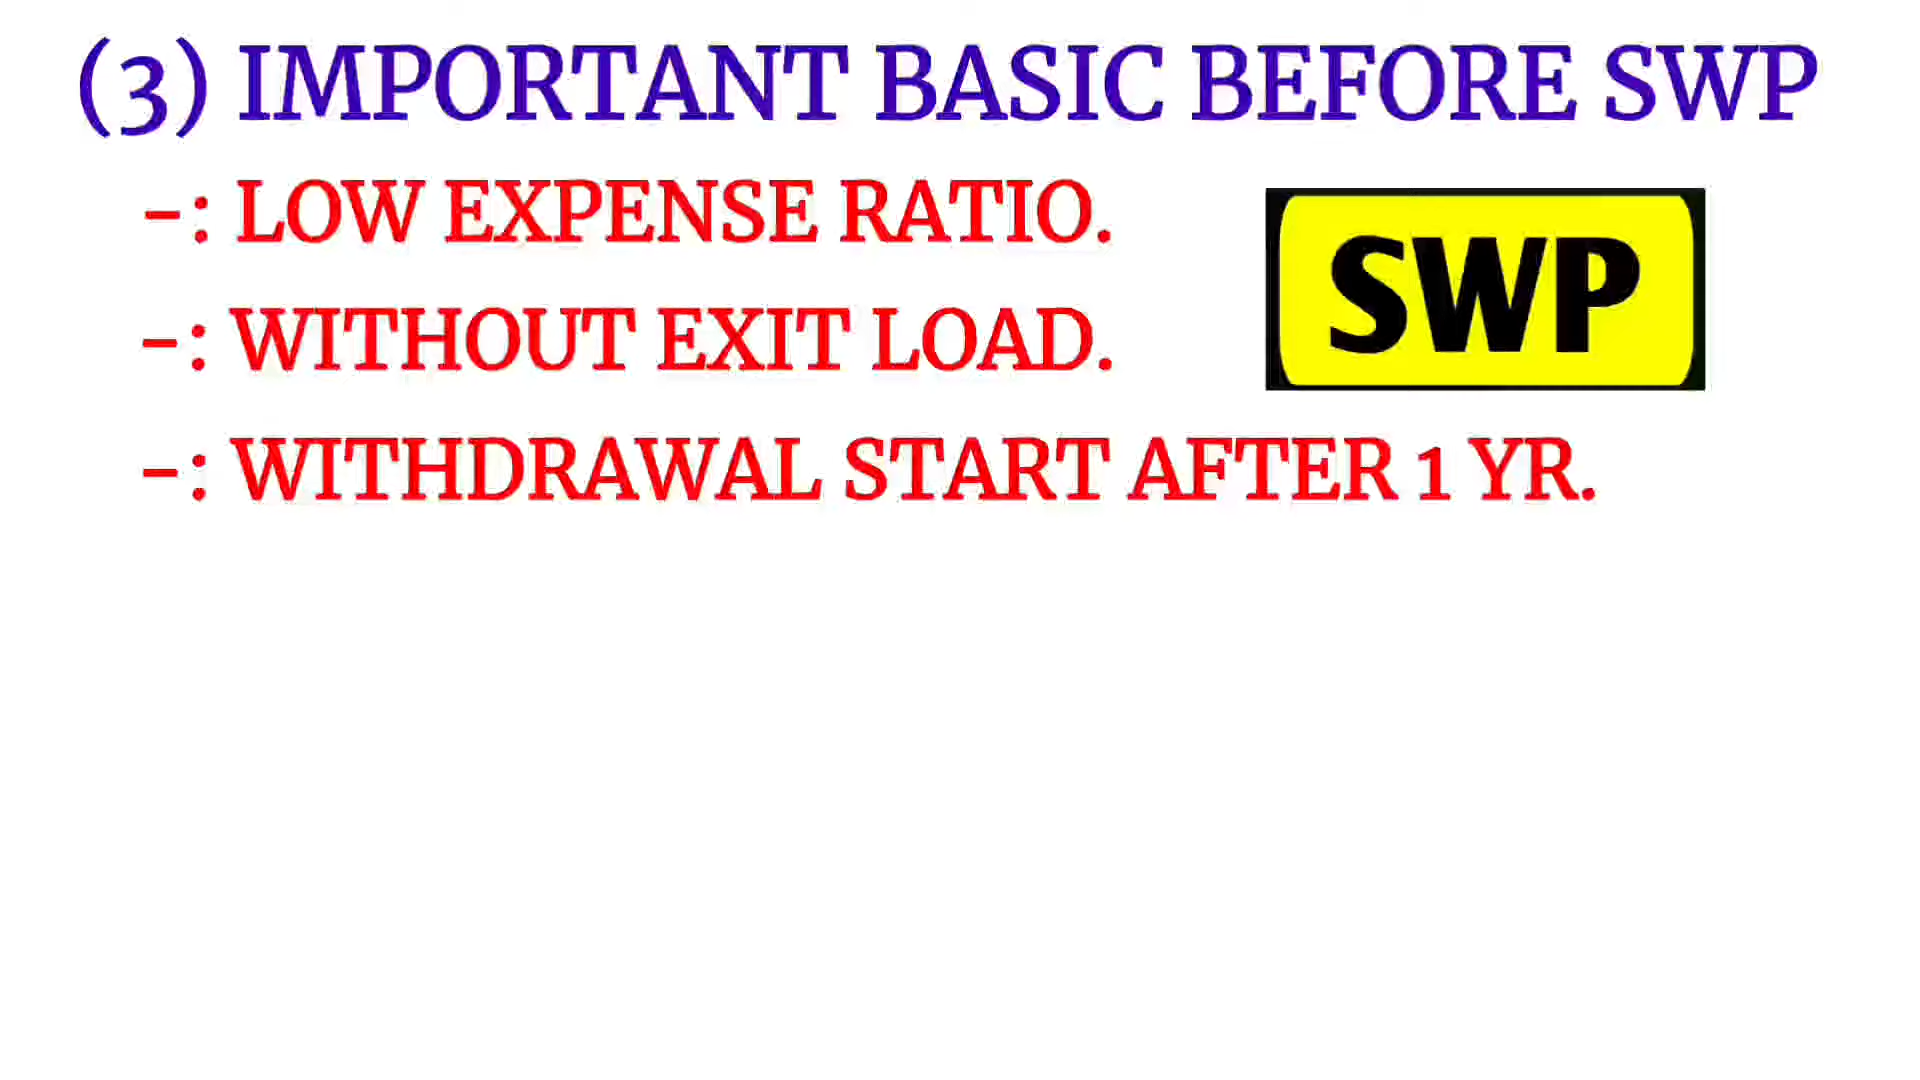 (3) IMPORTANT BASIC BEFORE SWP
-: LOW EXPENSE RATIO.
SWP
-: WITHOUT EXIT LOAD.
-: WITHDRAWAL START AFTER 1 YR.